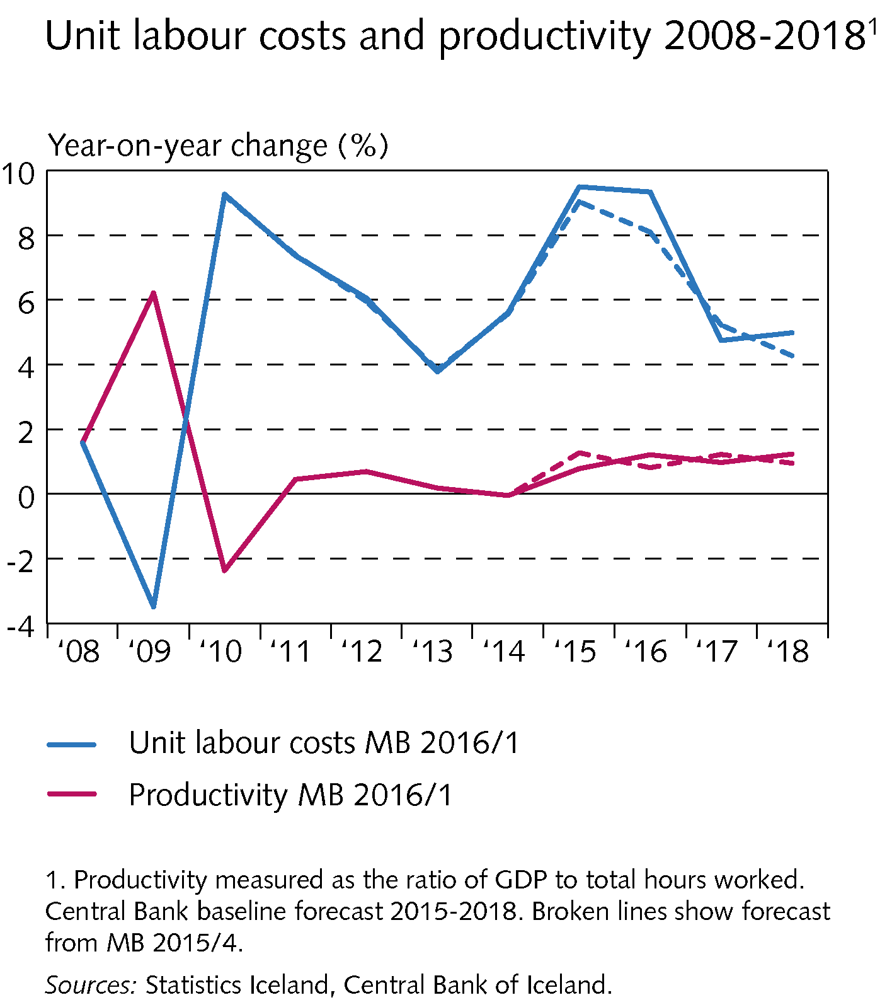 Unit labour costs and productivity 2008-2018¹
Year-on-year change (%)
10
8
6
4
2
0
-2
-4
‘08 ‘09 ‘10 ‘11 ‘12 ‘13 ‘14 ‘15 ‘16 ‘17 ‘18
Unit labour costs MB 2016/1
Productivity MB 2016/1
1. Productivity measured as the ratio of GDP to total hours worked.
Central Bank baseline forecast 2015-2018. Broken lines show forecast
from MB 2015/4.
Sources: Statistics Iceland, Central Bank of Iceland.